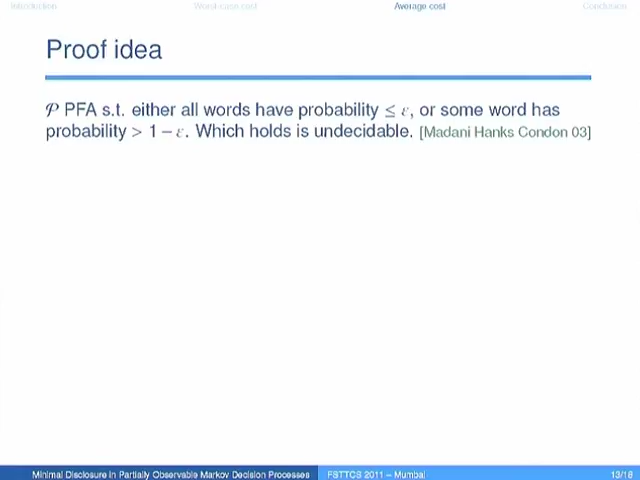 Introduction Worst-case cost Average cost Conclusion
Proof idea
𝒫 PFA s.t. either all words have probability ≤ ε, or some word has
probability > 1 − ε. Which holds is undecidable. [Madani Hanks Condon 03]
Minimal Disclosure in Partially Observable Markov Decision Processes FSTTCS 2011 – Mumbai 13/18